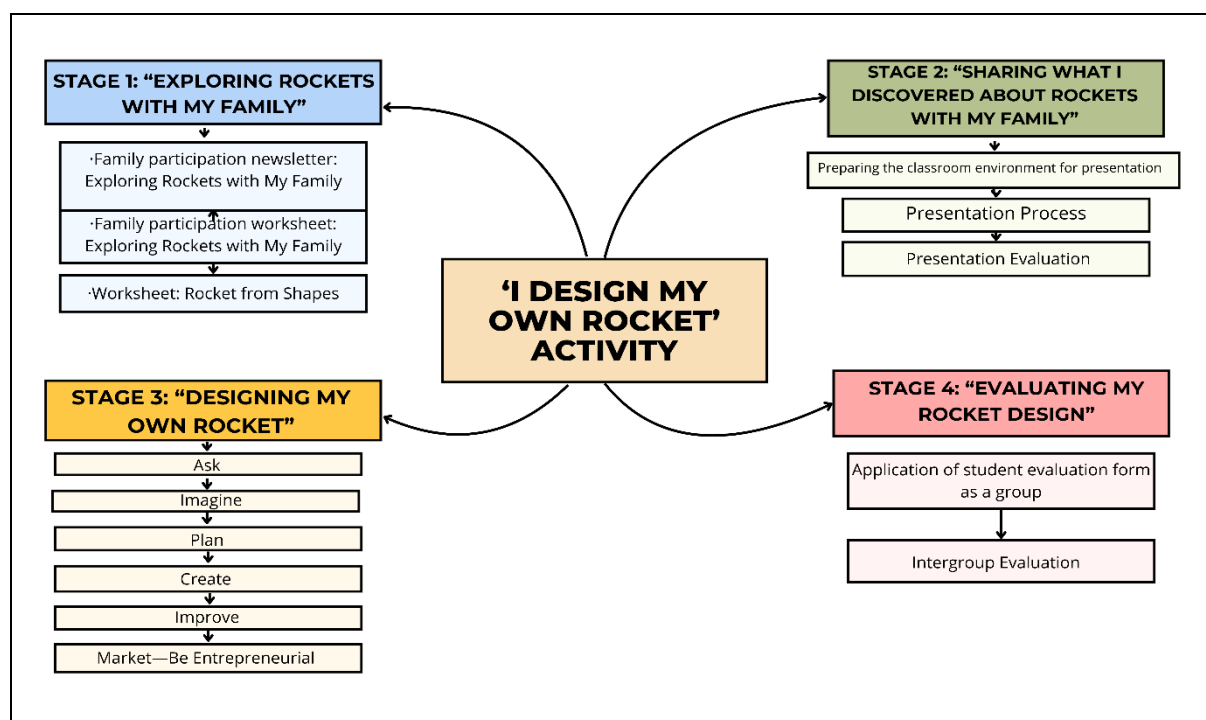 STAGE 1: “EXPLORING ROCKETS
WITH MY FAMILY”
·Family participation newsletter:
Exploring Rockets with My Family
·Family participation worksheet:
Exploring Rockets with My Family
·Worksheet: Rocket from Shapes
STAGE 2: “SHARING WHAT I
DISCOVERED ABOUT ROCKETS
WITH MY FAMILY”
Preparing the classroom environment for presentation
Presentation Process
Presentation Evaluation
‘I DESIGN MY
OWN ROCKET’
ACTIVITY
STAGE 3: “DESIGNING MY
OWN ROCKET”
Ask
Imagine
Plan
Create
Improve
Market—Be Entrepreneurial
STAGE 4: “EVALUATING MY
ROCKET DESIGN”
Application of student evaluation form
as a group
Intergroup Evaluation